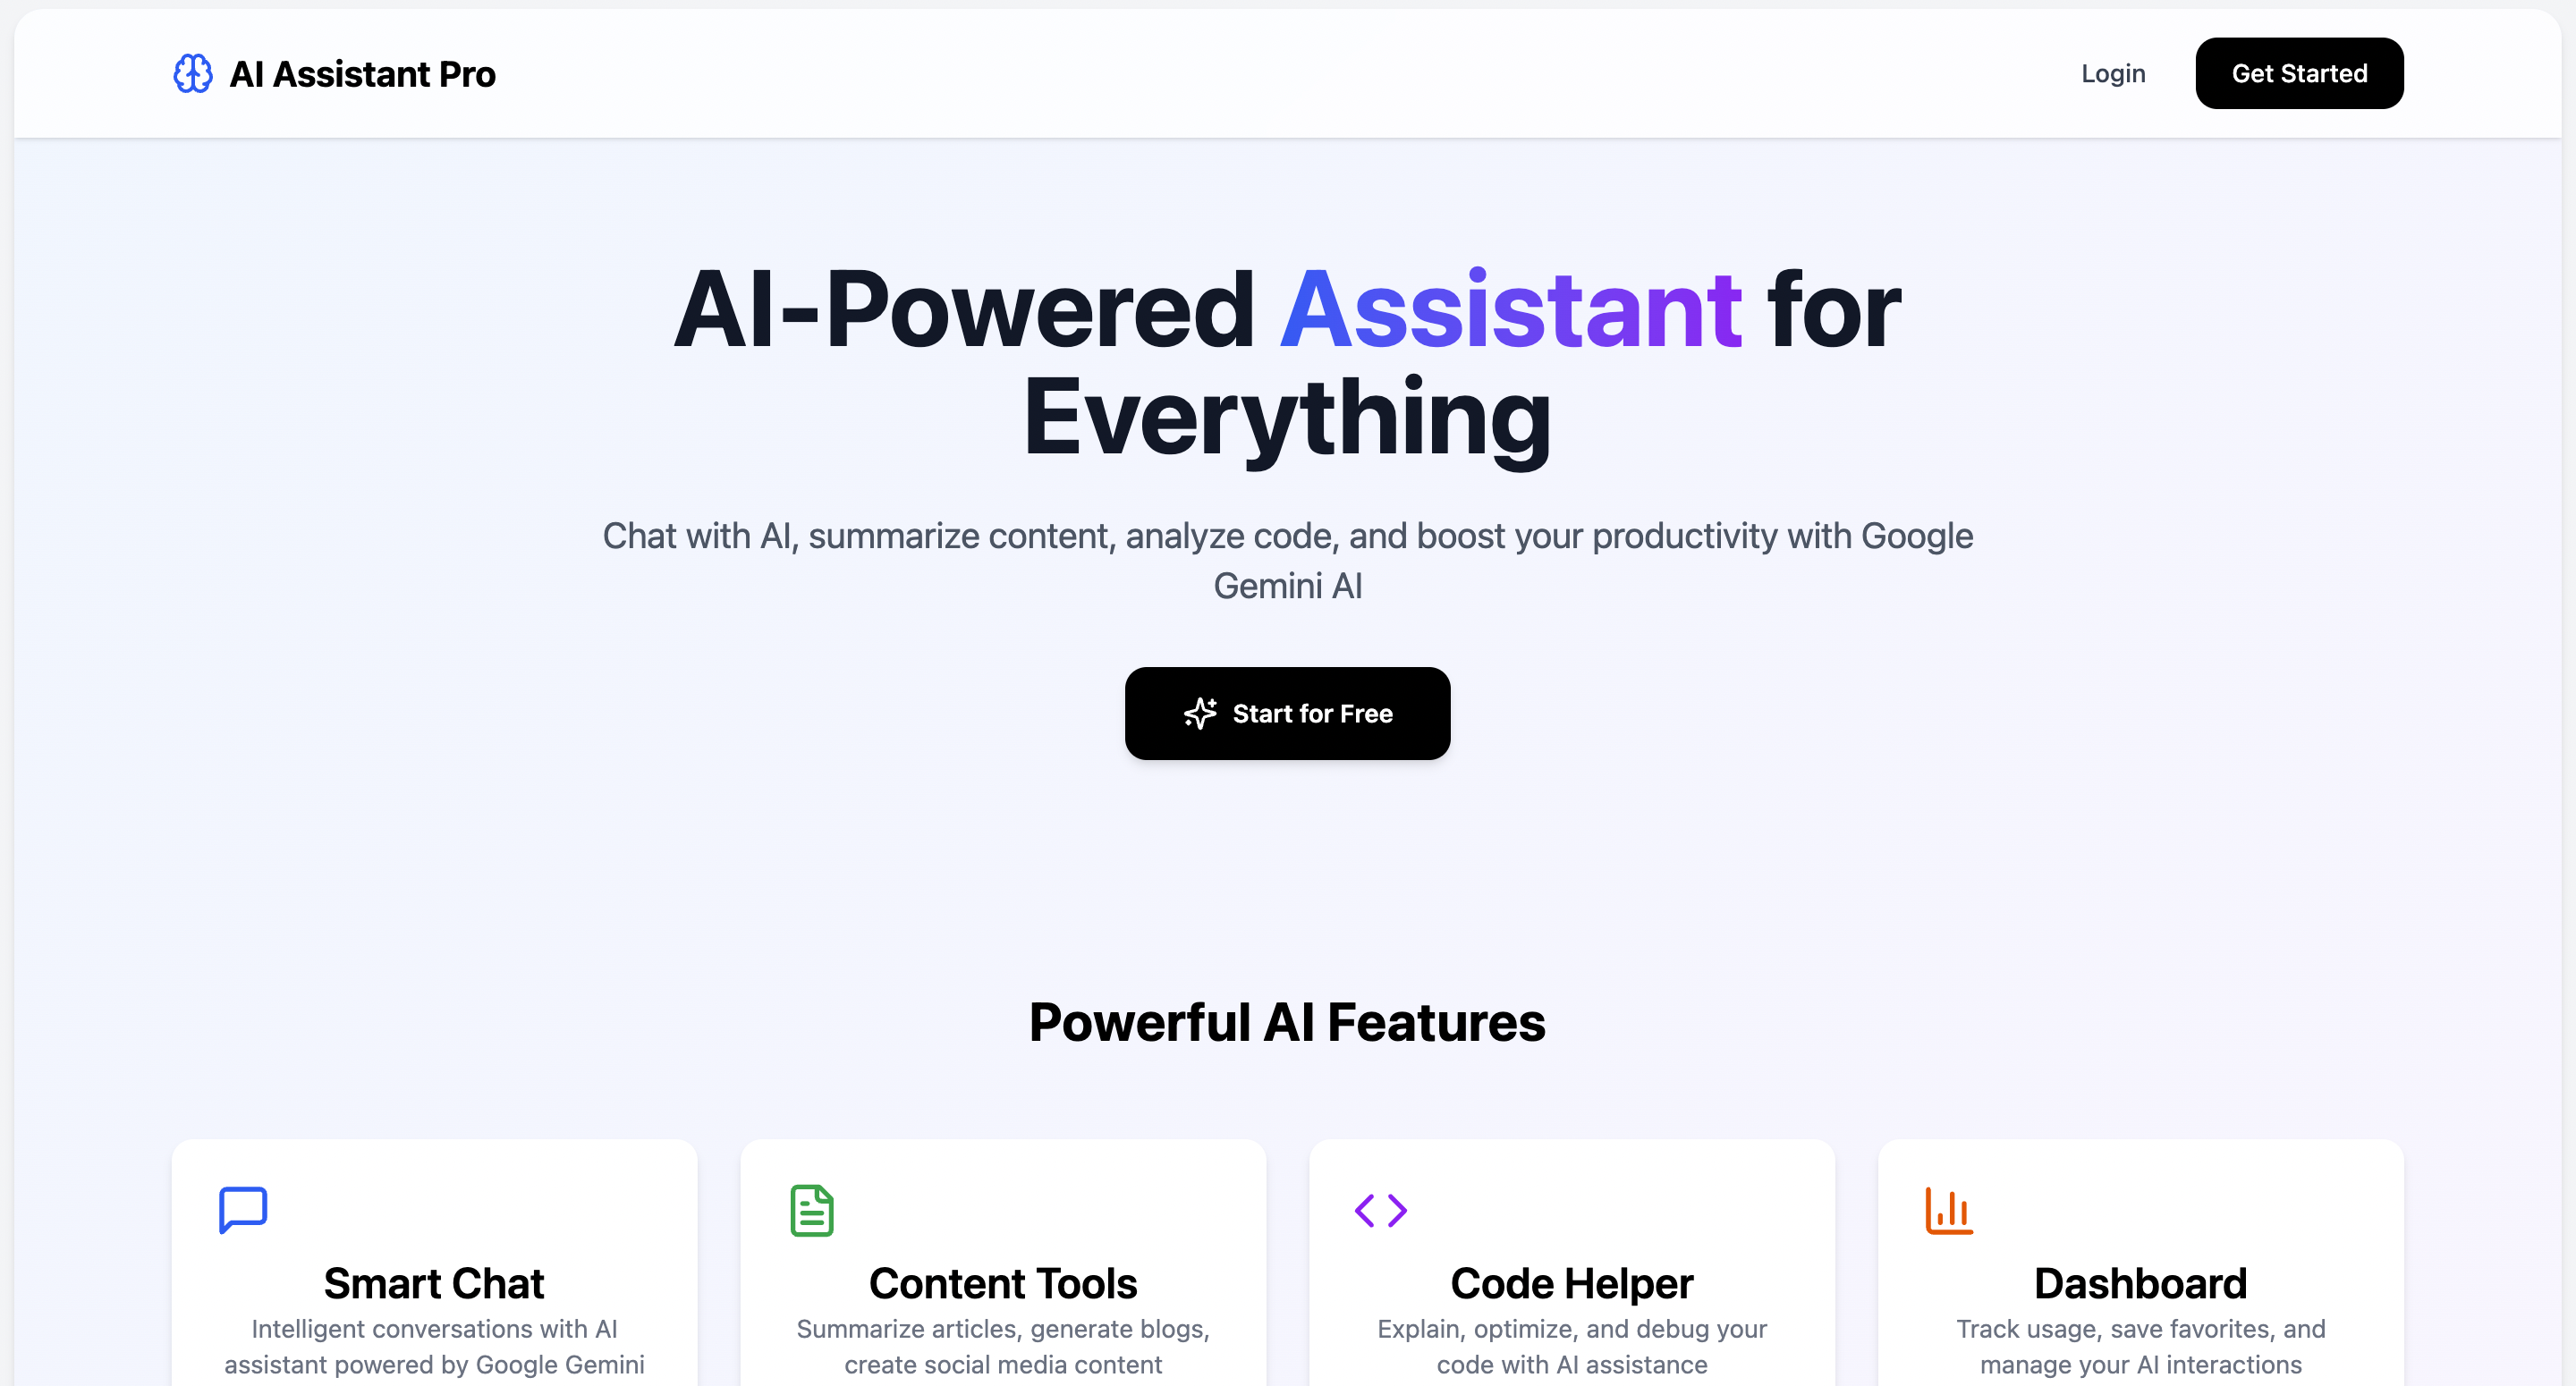 AI Assistant Pro
Login
Get Started
AI-Powered Assistant for
Everything
Chat with AI, summarize content, analyze code, and boost your productivity with Google
Gemini AI
Start for Free
Powerful AI Features
Smart Chat
Intelligent conversations with AI
assistant powered by Google Gemini
Content Tools
Summarize articles, generate blogs,
create social media content
Code Helper
Explain, optimize, and debug your
code with AI assistance
Dashboard
Track usage, save favorites, and
manage your AI interactions